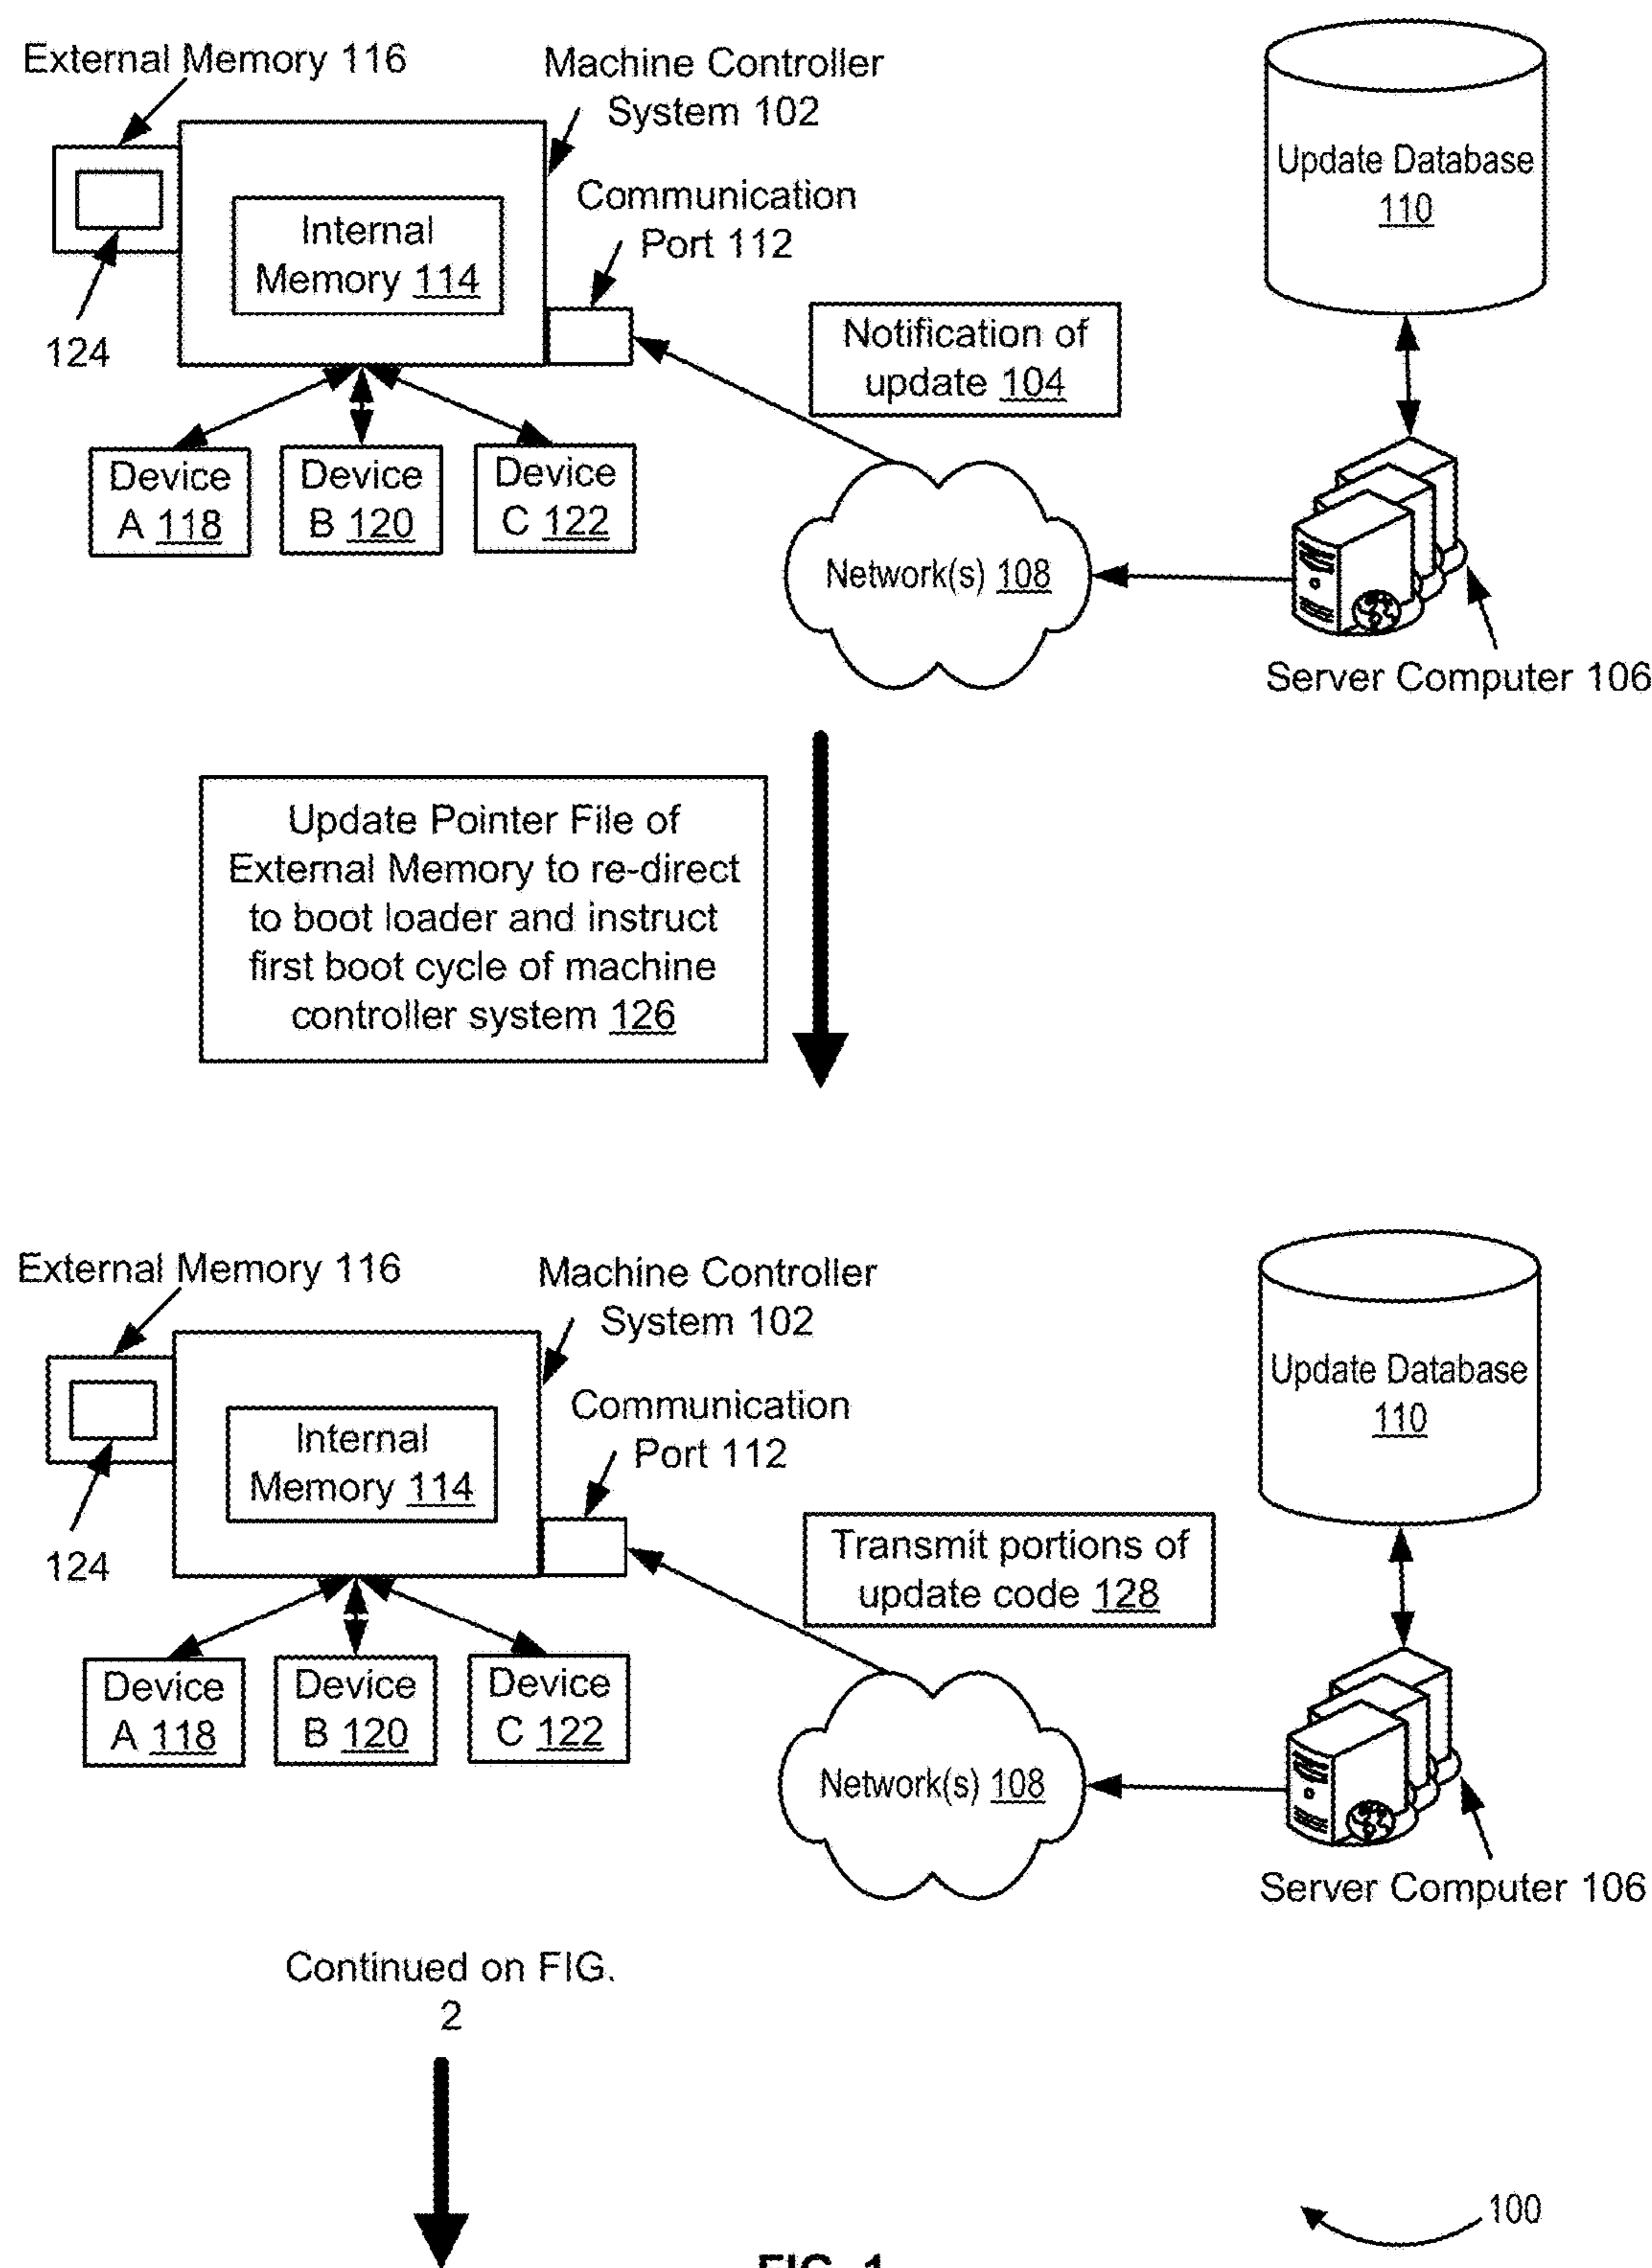 External Memory 116
Machine Controller
System 102
Update Database
110
Communication
Port 112
Internal
Memory 114
124
Notification of
update 104
Device
A 118
Device
B 120
Device
C 122
Network(s) 108
Server Computer 106
Update Pointer File of
External Memory to re-direct
to boot loader and instruct
first boot cycle of machine
controller system 126
External Memory 116
Machine Controller
System 102
Update Database
110
Communication
Port 112
Internal
Memory 114
124
Transmit portions of
update code 128
Device
A 118
Device
B 120
Device
C 122
Network(s) 108
Server Computer 106
Continued on FIG.
2
100
FIG. 1